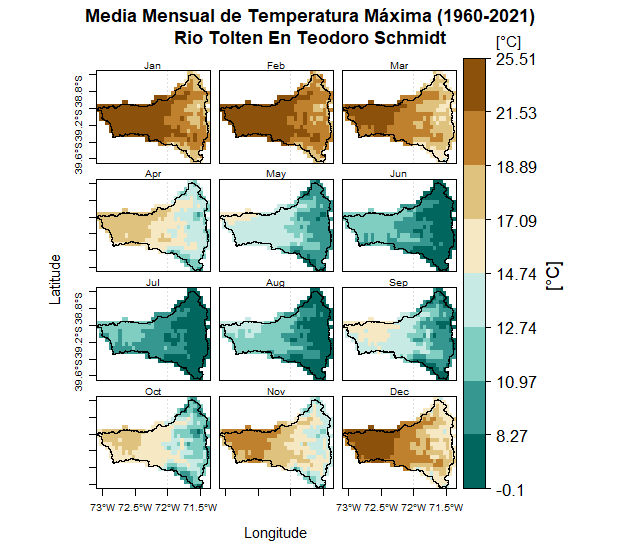 Media Mensual de Temperatura Máxima (1960-2021)
Rio Tolten En Teodoro Schmidt
[°C]
Jan Feb Mar
Apr May Jun
Jul Aug Sep
Oct Nov Dec
39.6°S 39.2°S 38.8°S
39.6°S 39.2°S 38.8°S
Latitude
73°W 72.5°W 72°W 71.5°W
73°W 72.5°W 72°W 71.5°W
Longitude
25.51
21.53
18.89
17.09
14.74
12.74
10.97
8.27
-0.1
[°C]